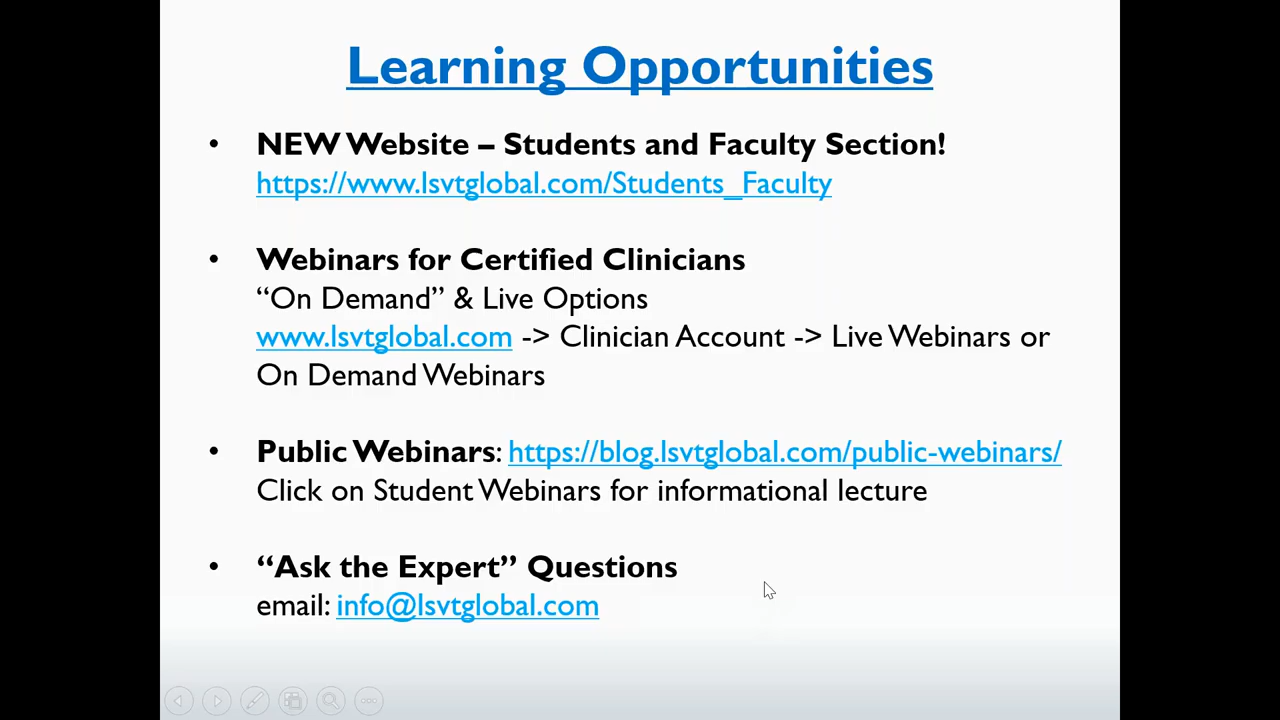 Learning Opportunities
• NEW Website – Students and Faculty Section!
https://www.lsvtglobal.com/Students_Faculty
• Webinars for Certified Clinicians
“On Demand” & Live Options
www.lsvtglobal.com -> Clinician Account -> Live Webinars or
On Demand Webinars
• Public Webinars: https://blog.lsvtglobal.com/public-webinars/
Click on Student Webinars for informational lecture
• “Ask the Expert” Questions
email: info@lsvtglobal.com